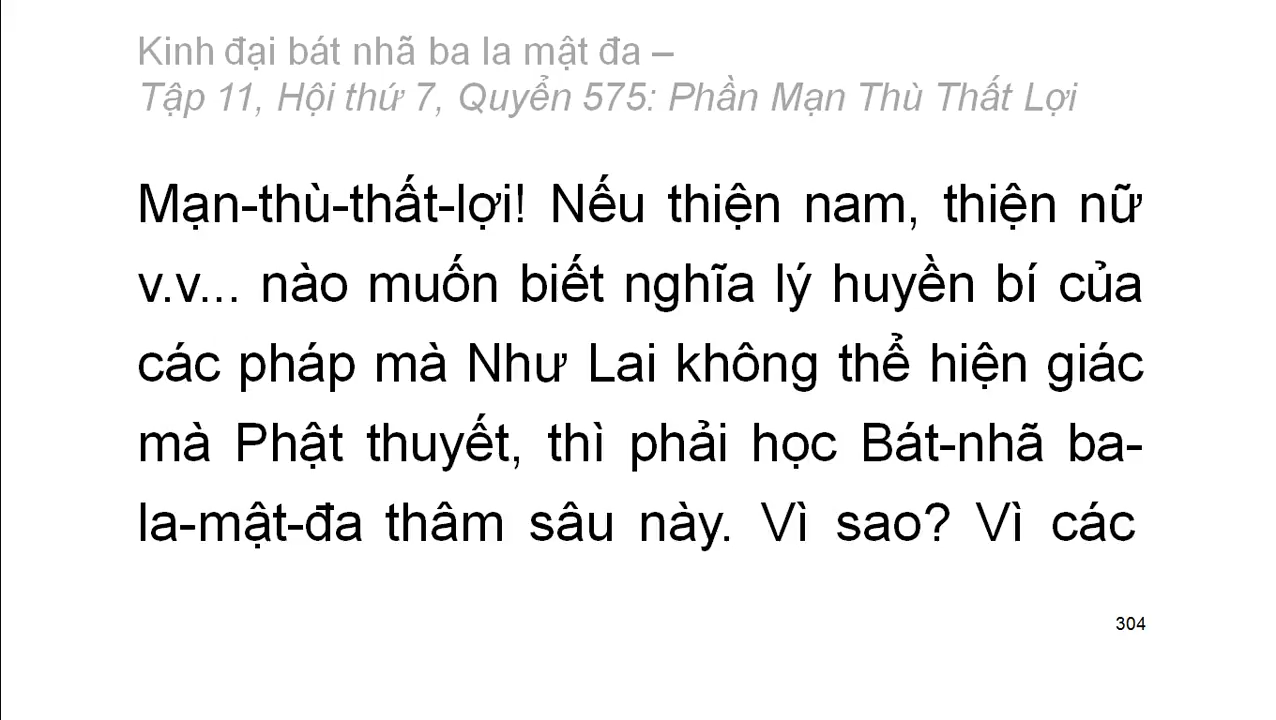 Kinh đại bát nhã ba la mật đa –
Tập 11, Hội thứ 7, Quyển 575: Phần Mạn Thù Thất Lợi
Mạn-thù-thất-lợi! Nếu thiện nam, thiện nữ
v.v... nào muốn biết nghĩa lý huyền bí của
các pháp mà Như Lai không thể hiện giác
mà Phật thuyết, thì phải học Bát-nhã ba-
la-mật-đa thâm sâu này. Vì sao? Vì các
304